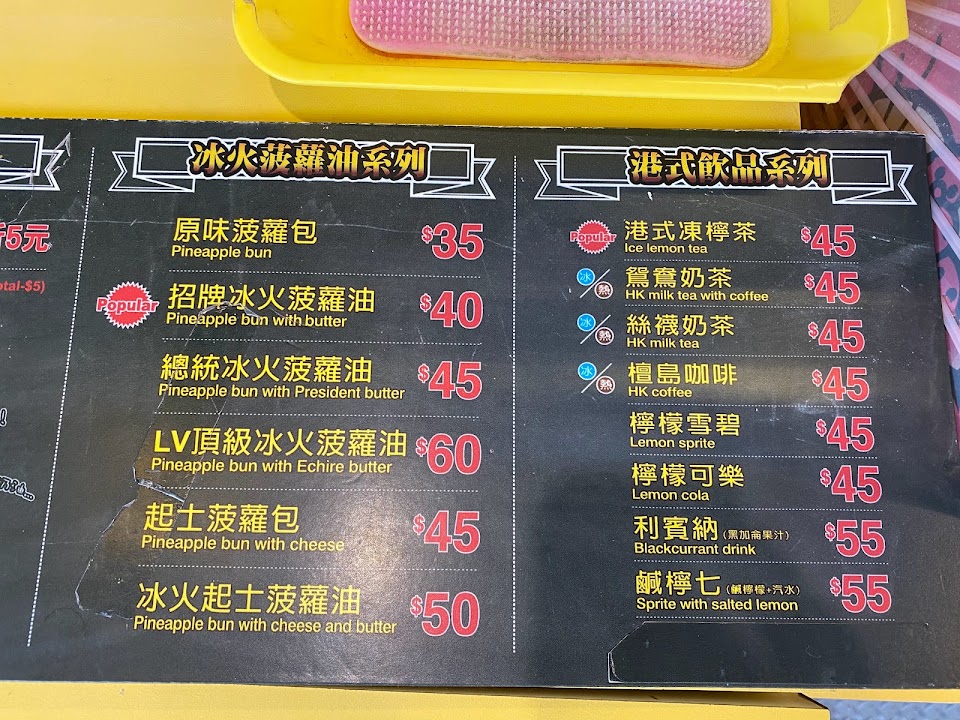 5元
otal-$5)
冰火菠蘿油系列
原味菠蘿包 $35
Pineapple bun
Popular
招牌冰火菠蘿油 $40
Pineapple bun with butter
總統冰火菠蘿油 $45
Pineapple bun with President butter
LV頂級冰火菠蘿油 $60
Pineapple bun with Echire butter
起士菠蘿包 $45
Pineapple bun with cheese
冰火起士菠蘿油 $50
Pineapple bun with cheese and butter
港式飲品系列
Popular 港式凍檸茶 $45
Ice lemon tea
冰/熱 鴛鴦奶茶 $45
HK milk tea with coffee
冰/熱 絲襪奶茶 $45
HK milk tea
冰/熱 檀島咖啡 $45
HK coffee
檸檬雪碧 $45
Lemon sprite
檸檬可樂 $45
Lemon cola
利賓納(黑加侖果汁) $55
Blackcurrant drink
鹹檸七(鹹檸檬+汽水) $55
Sprite with salted lemon